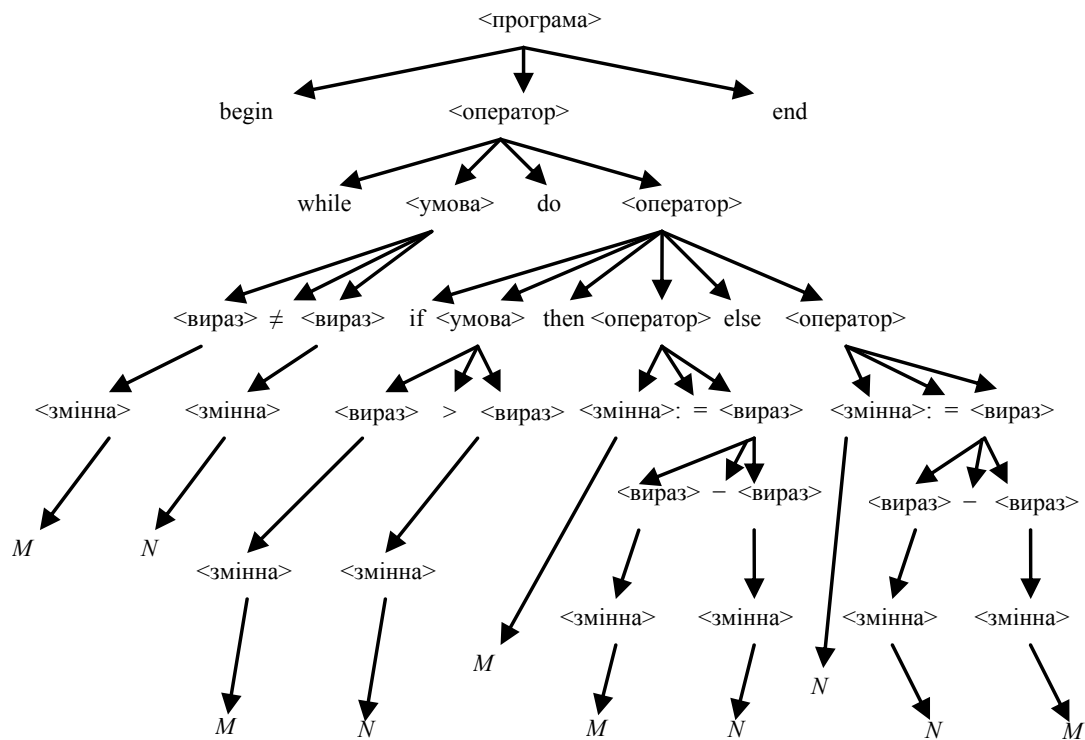 <програма>
begin <оператор> end
while <умова> do <оператор>
<вираз> ≠ <вираз> if <умова> then <оператор> else <оператор>
<змінна> <змінна> <вираз> > <вираз> <змінна>: = <вираз> <змінна>: = <вираз>
<вираз> − <вираз> <вираз> − <вираз>
M N
<змінна> <змінна>
<змінна> <змінна> <змінна> <змінна>
M
N
M N M N N M